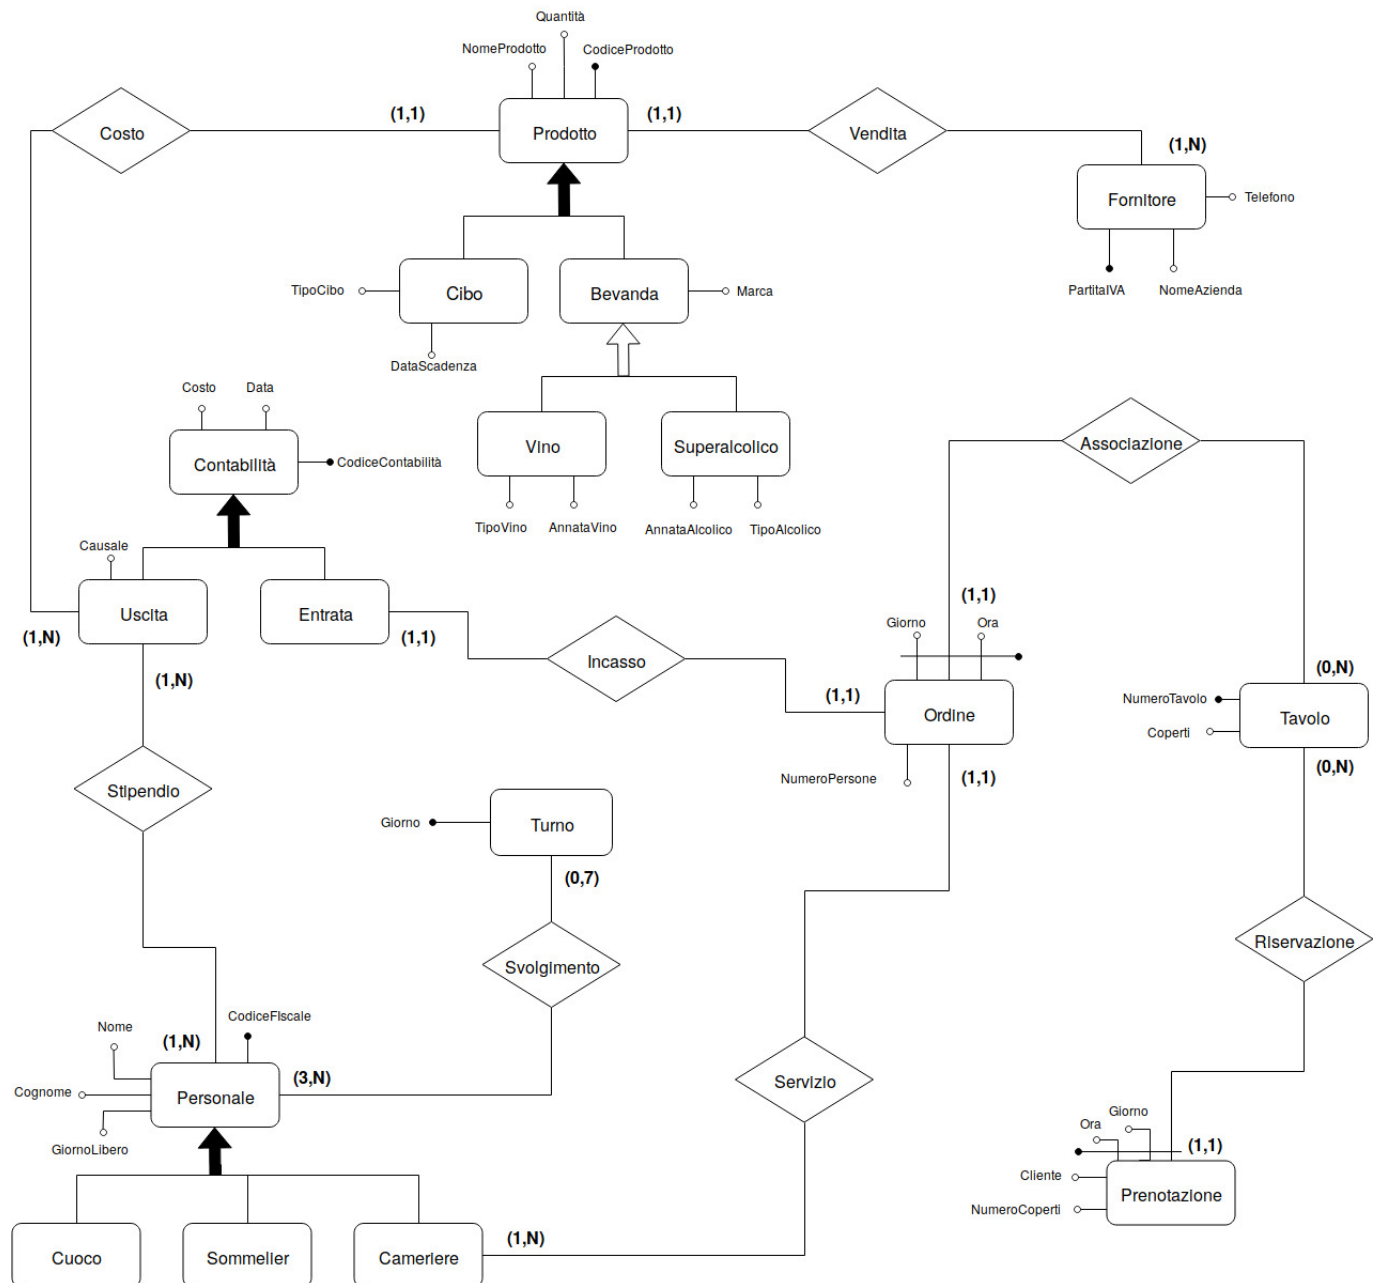 Quantità
NomeProdotto
CodiceProdotto
Costo
(1,1)
Prodotto
(1,1)
Vendita
(1,N)
Fornitore
Telefono
PartitaIVA
NomeAzienda
TipoCibo
Cibo
Bevanda
Marca
DataScadenza
Costo
Data
Contabilità
CodiceContabilità
Vino
Superalcolico
TipoVino
AnnataVino
AnnataAlcolico
TipoAlcolico
Associazione
Causale
Uscita
Entrata
(1,N)
(1,1)
(1,N)
Incasso
(1,1)
Giorno
Ora
(1,1)
Ordine
NumeroPersone
(1,1)
(0,N)
NumeroTavolo
Coperti
Tavolo
(0,N)
Stipendio
Giorno
Turno
(0,7)
Svolgimento
Riservazione
Nome
CodiceFIscale
(1,N)
(3,N)
Cognome
Personale
GiornoLibero
Servizio
Giorno
Ora
(1,1)
Cliente
NumeroCoperti
Prenotazione
Cuoco
Sommelier
Cameriere
(1,N)